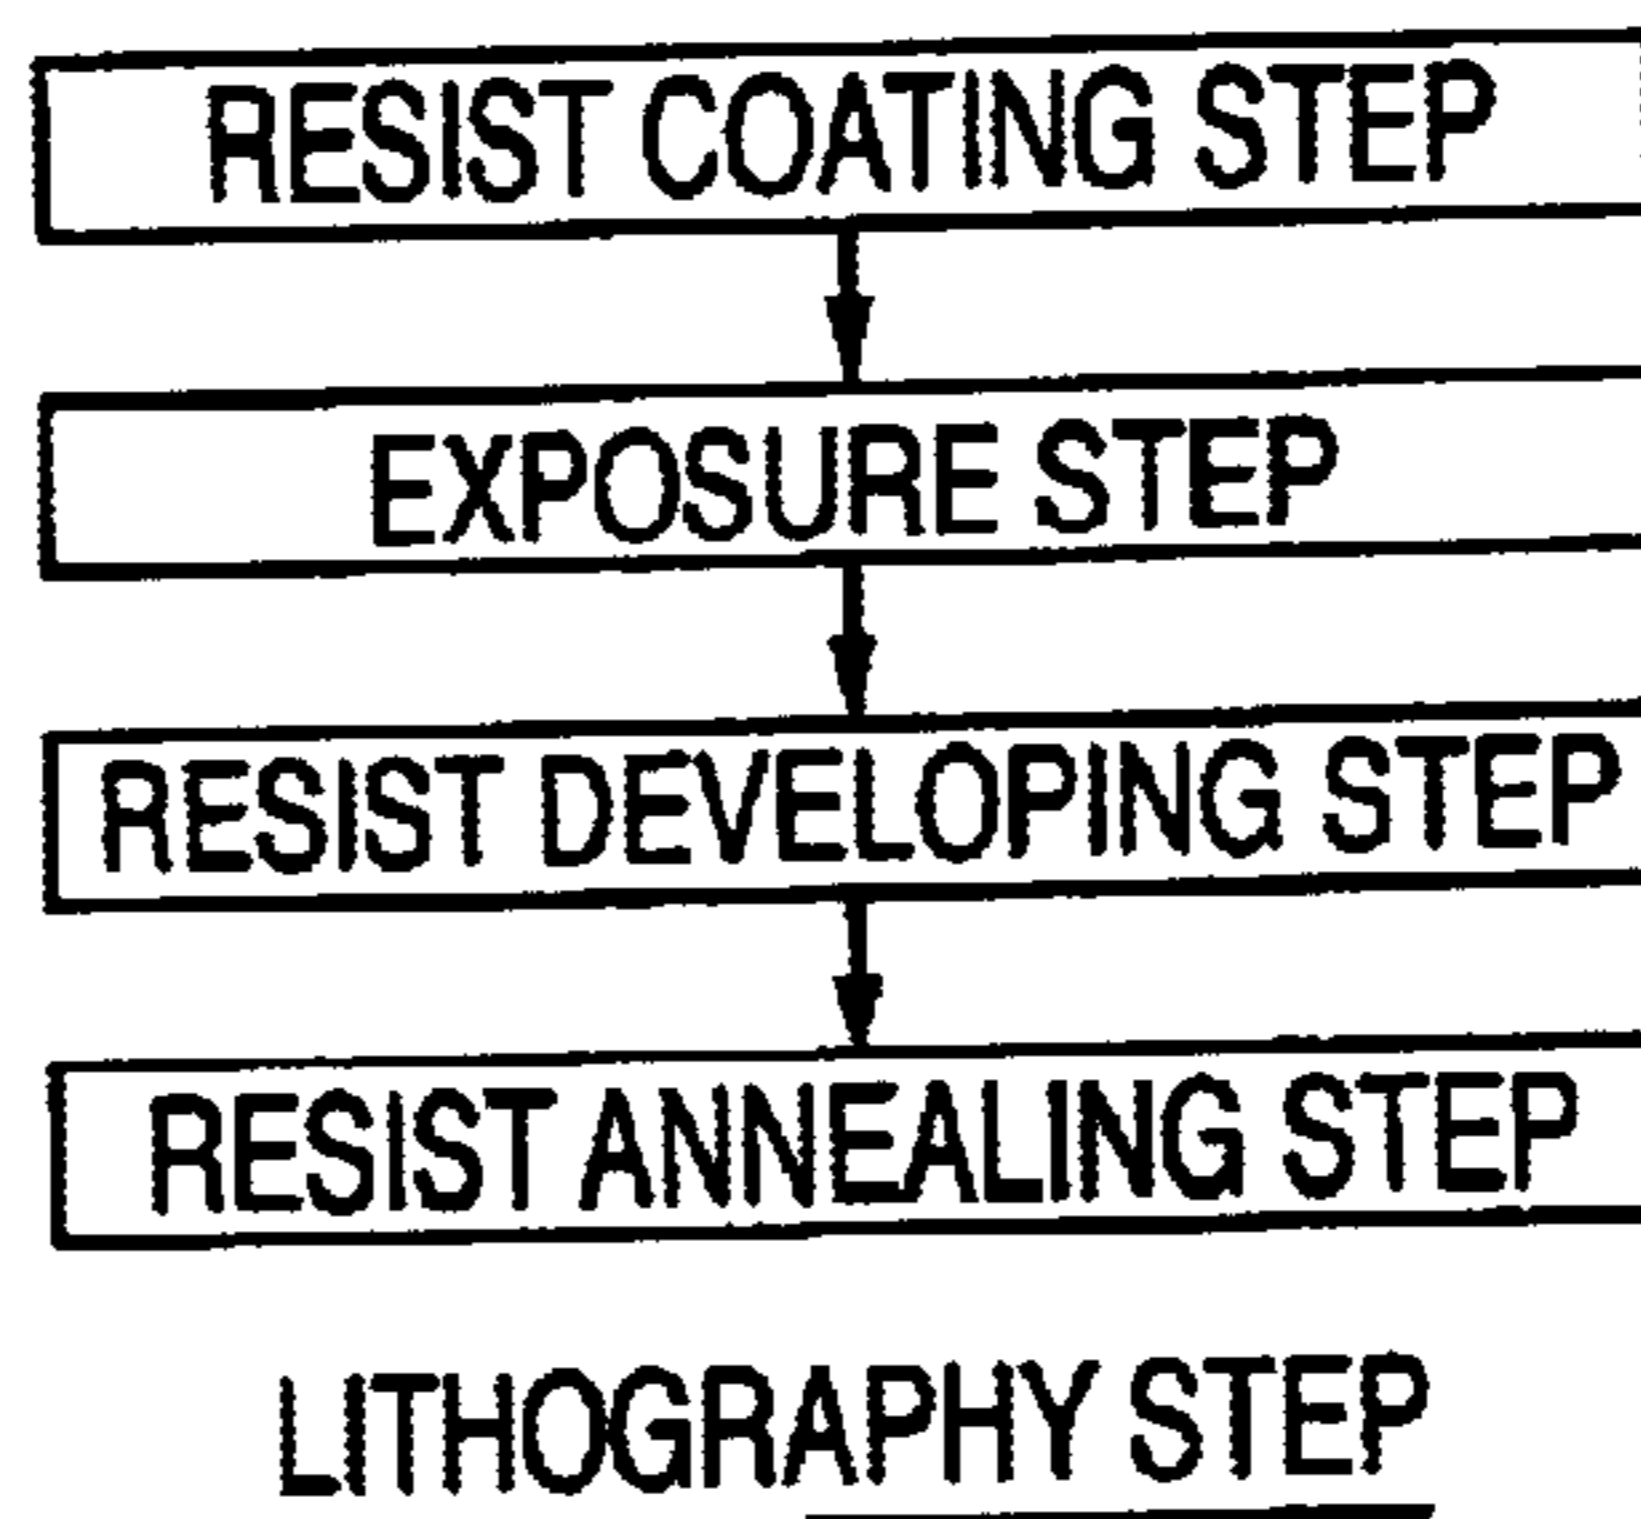 RESIST COATING STEP
EXPOSURE STEP
RESIST DEVELOPING STEP
RESIST ANNEALING STEP
LITHOGRAPHY STEP